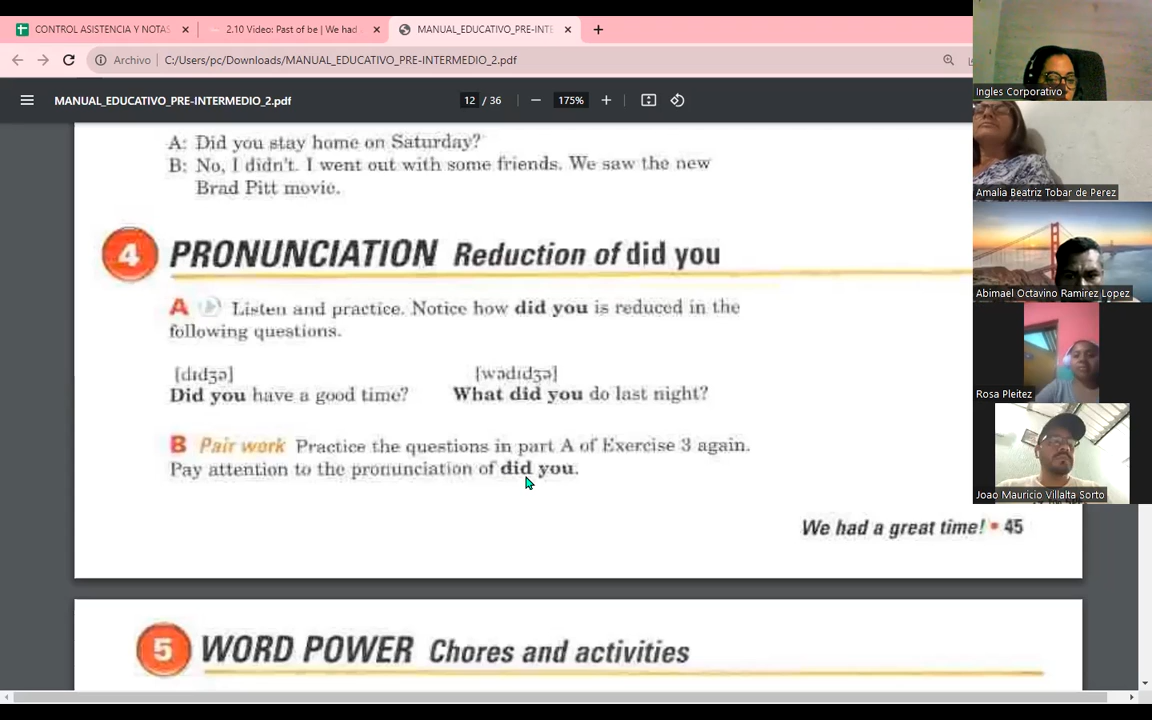 CONTROL ASISTENCIA Y NOTAS
2.10 Video: Past of be | We had
MANUAL_EDUCATIVO_PRE-INTE
Archivo
C:/Users/pc/Downloads/MANUAL_EDUCATIVO_PRE-INTERMEDIO_2.pdf
MANUAL_EDUCATIVO_PRE-INTERMEDIO_2.pdf
12 / 36
175%
A: Did you stay home on Saturday?
B: No, I didn't. I went out with some friends. We saw the new
Brad Pitt movie.
4 PRONUNCIATION Reduction of did you
A Listen and practice. Notice how did you is reduced in the
following questions.
[dɪdʒə] [wədɪdʒə]
Did you have a good time? What did you do last night?
B Pair work Practice the questions in part A of Exercise 3 again.
Pay attention to the pronunciation of did you.
We had a great time! • 45
5 WORD POWER Chores and activities
Ingles Corporativo
Amalia Beatriz Tobar de Perez
Abimael Octavino Ramirez Lopez
Rosa Pleitez
Joao Mauricio Villalta Sorto